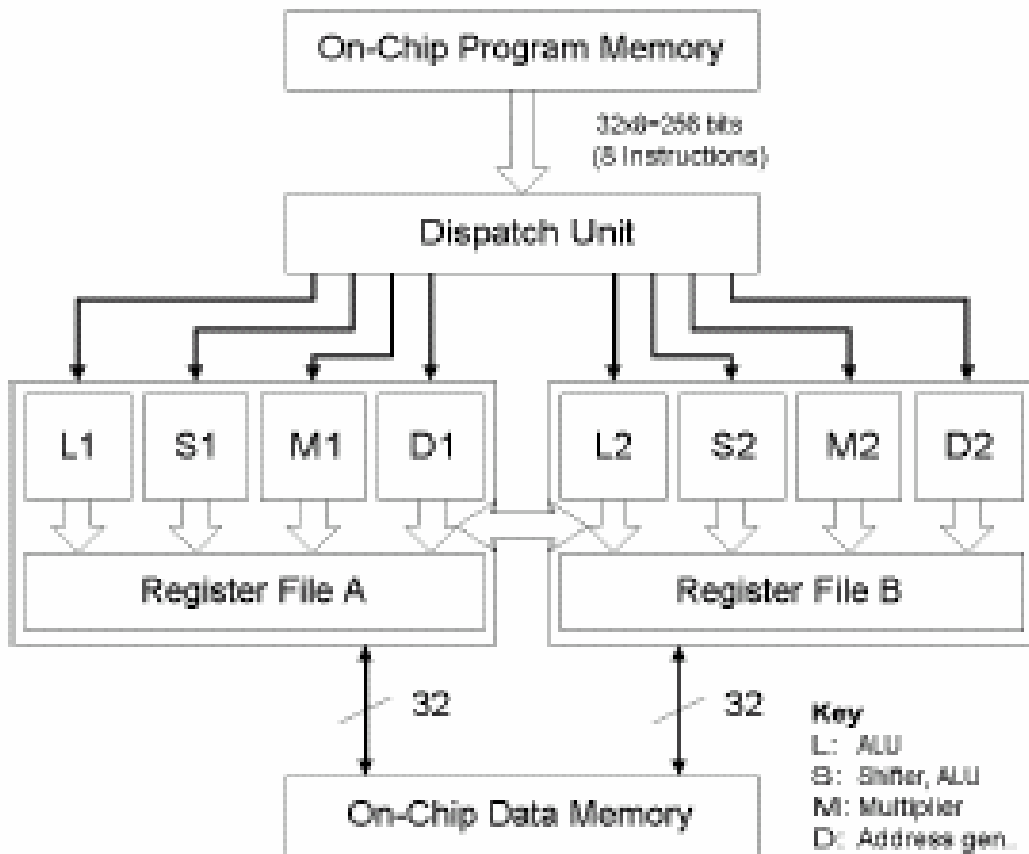 On-Chip Program Memory
32x8=256 bits
(8 Instructions)
Dispatch Unit
L1 S1 M1 D1 L2 S2 M2 D2
Register File A Register File B
32 32
On-Chip Data Memory
Key
L: ALU
S: Shifter, ALU
M: Multiplier
D: Address gen.